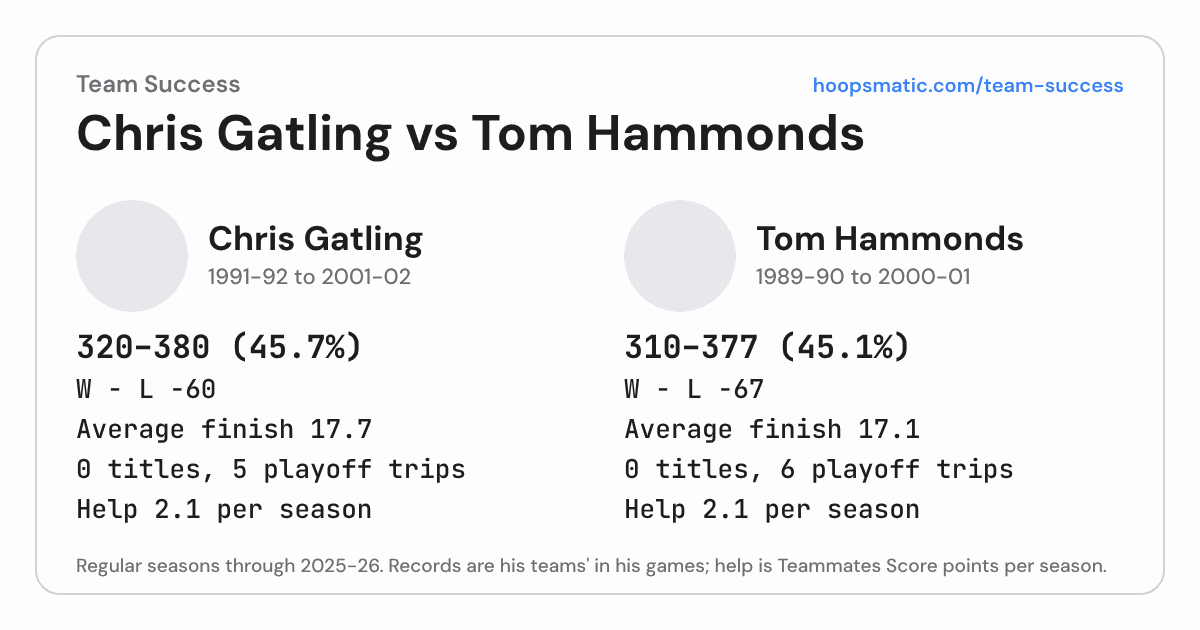 Team Success
hoopsmatic.com/team-success
Chris Gatling vs Tom Hammonds
Chris Gatling
1991-92 to 2001-02
320-380 (45.7%)
W - L -60
Average finish 17.7
0 titles, 5 playoff trips
Help 2.1 per season
Tom Hammonds
1989-90 to 2000-01
310-377 (45.1%)
W - L -67
Average finish 17.1
0 titles, 6 playoff trips
Help 2.1 per season
Regular seasons through 2025-26. Records are his teams' in his games; help is Teammates Score points per season.